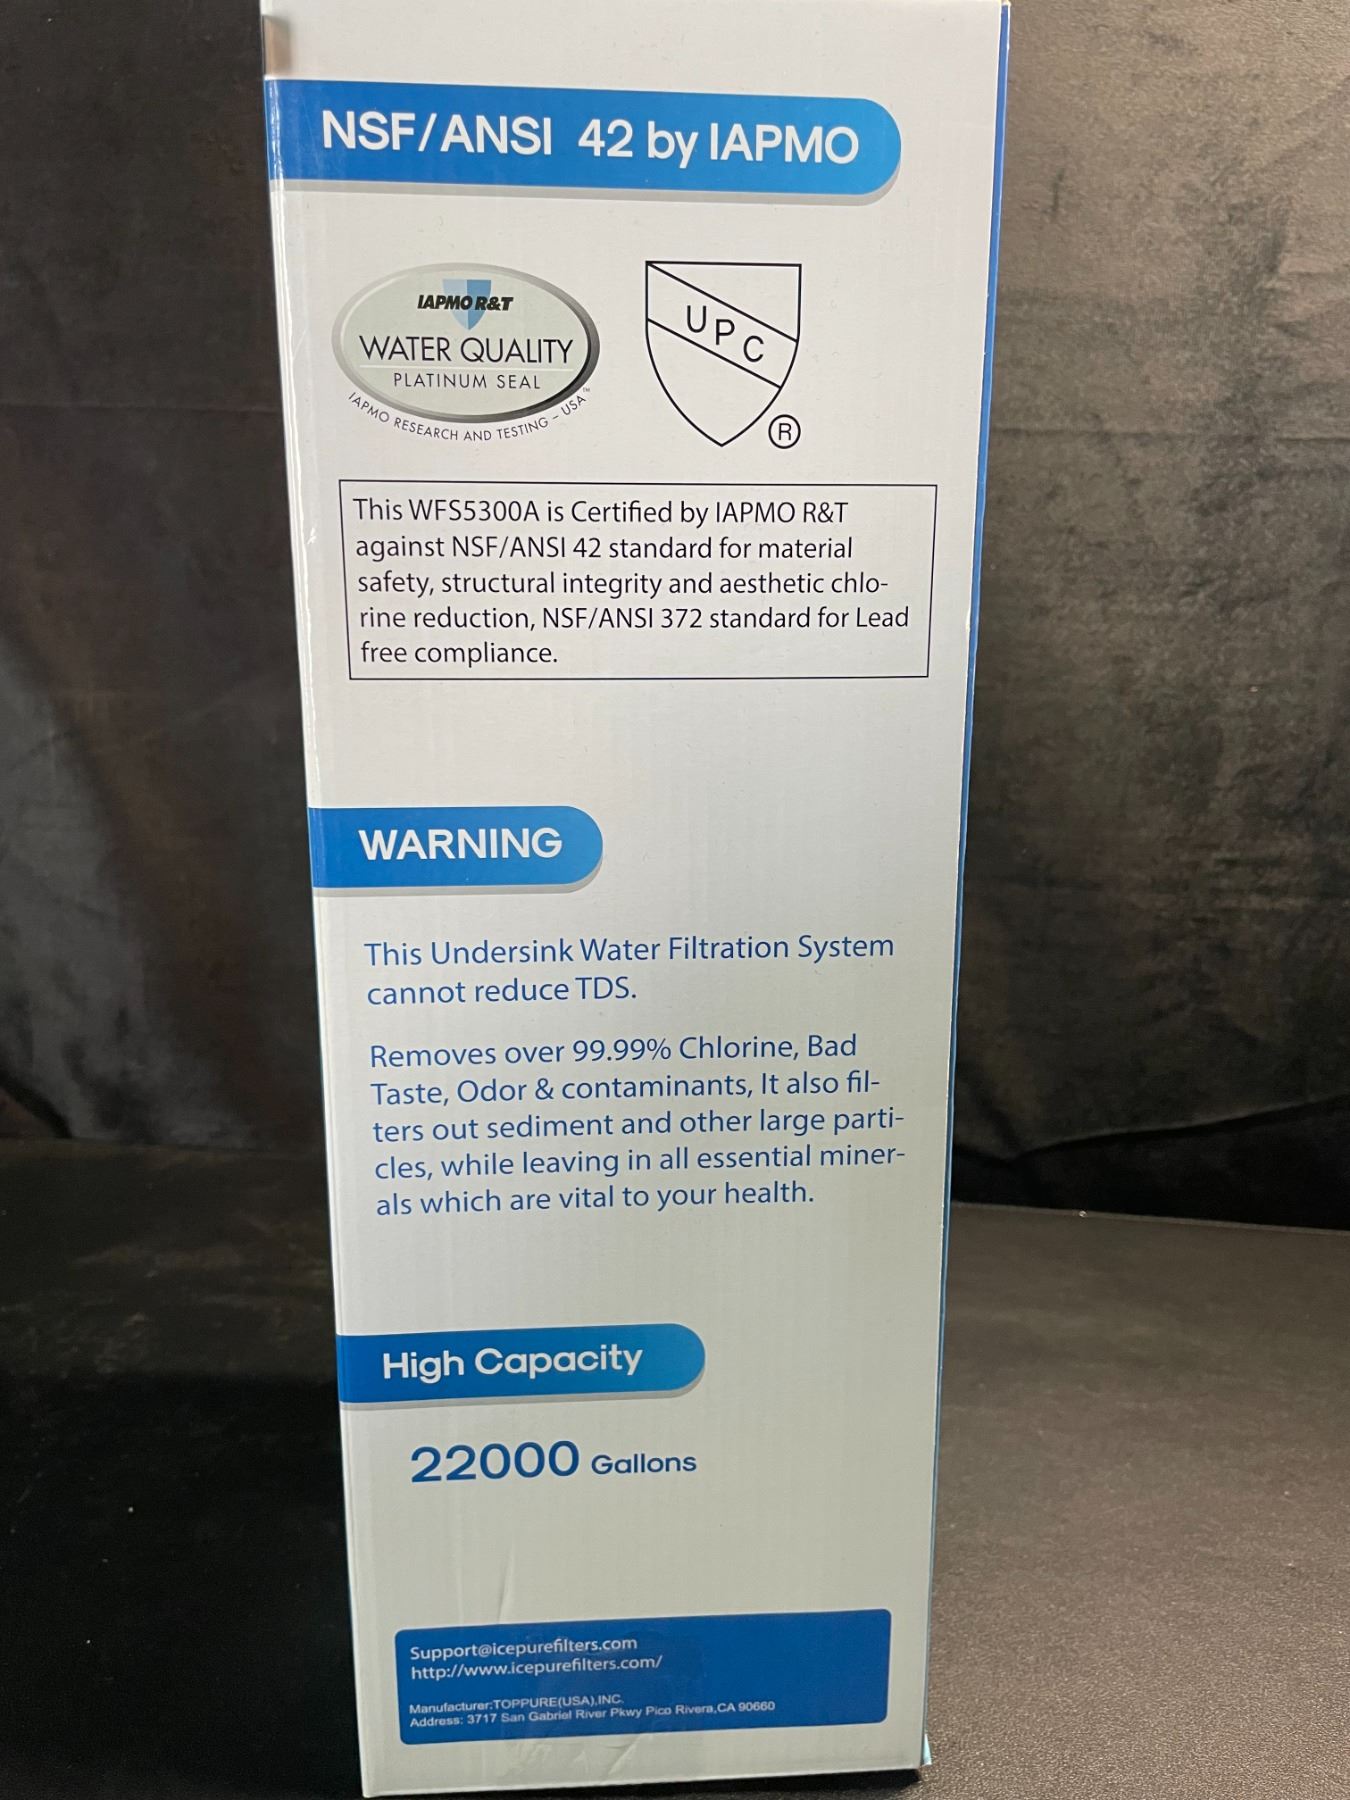 NSF/ANSI 42 by IAPMO
IAPMO R&T
WATER QUALITY
PLATINUM SEAL
IAPMO RESEARCH AND TESTING – USA™
UPC
®
This WFS5300A is Certified by IAPMO R&T
against NSF/ANSI 42 standard for material
safety, structural integrity and aesthetic chlo-
rine reduction, NSF/ANSI 372 standard for Lead
free compliance.
WARNING
This Undersink Water Filtration System
cannot reduce TDS.
Removes over 99.99% Chlorine, Bad
Taste, Odor & contaminants, It also fil-
ters out sediment and other large parti-
cles, while leaving in all essential miner-
als which are vital to your health.
High Capacity
22000 Gallons
Support@icepurefilters.com
http://www.icepurefilters.com/
Manufacturer:TOPPURE(USA),INC.
Address: 3717 San Gabriel River Pkwy Pico Rivera,CA 90660